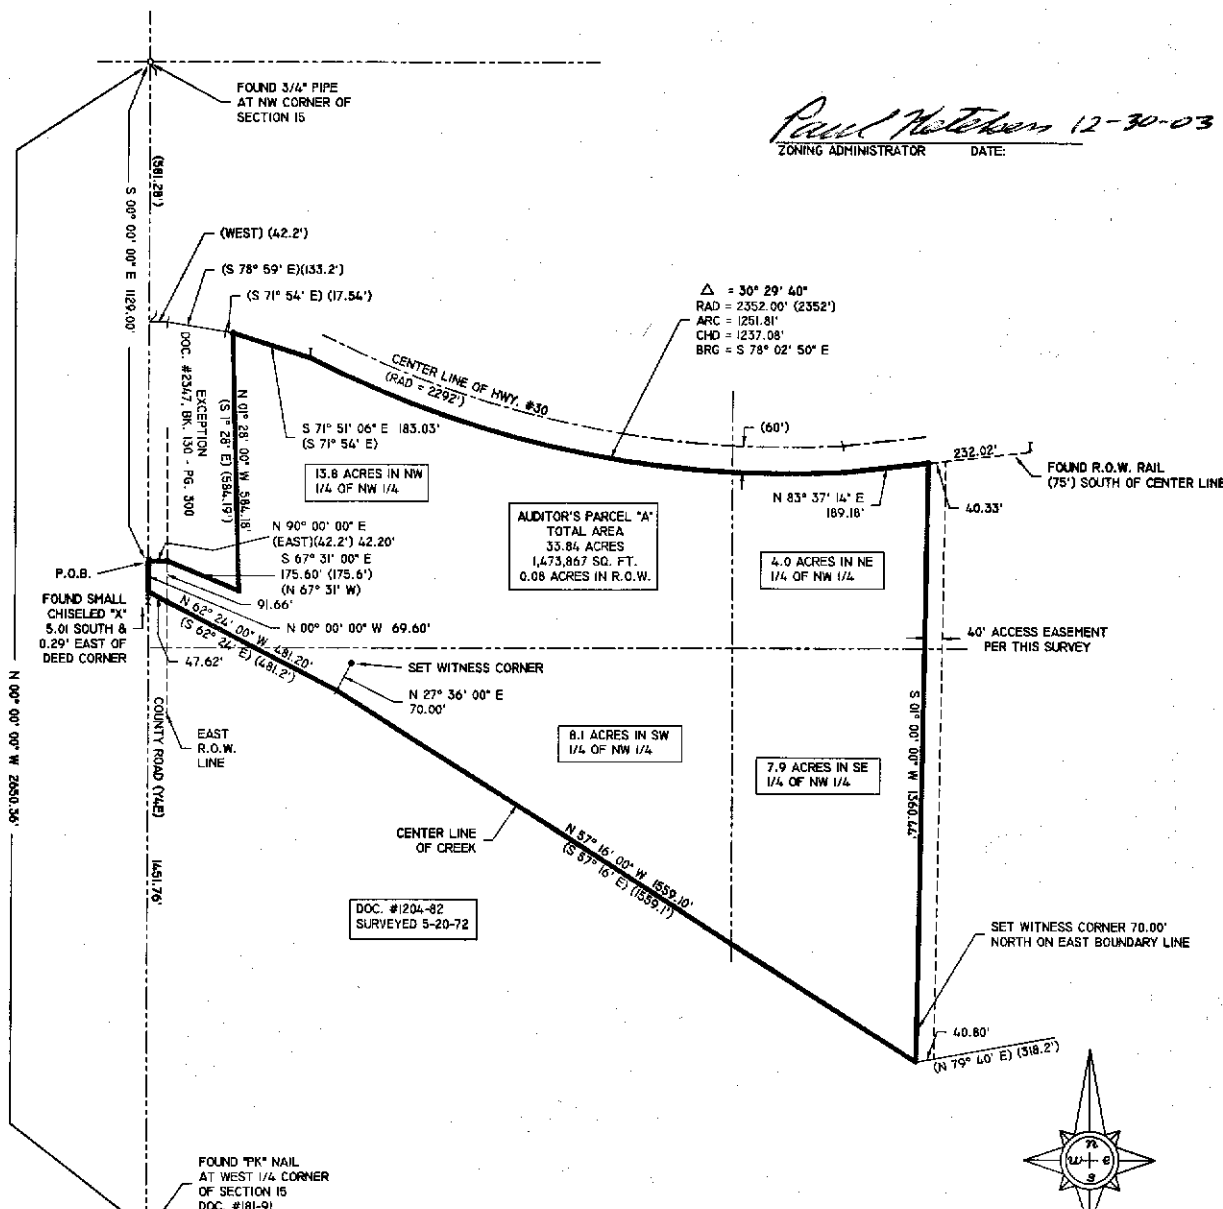 FOUND 3/4" PIPE
AT NW CORNER OF
SECTION 15
Paul 12-30-03
ZONING ADMINISTRATOR DATE:
(581.28')
S 00° 00' 00" E 1129.00'
(WEST) (42.2')
(S 78° 59' E)(133.2')
(S 71° 54' E) (17.54')
△ = 30° 29' 40"
RAD = 2352.00' (2352')
ARC = 1251.81'
CHD = 1237.08'
BRG = S 78° 02' 50" E
CENTER LINE OF HWY. #30
(RAD = 2292')
DOC. #2347, BK. 130 - PG. 300
EXCEPTION
N 01° 28' 00" W 584.18'
(S 1° 28' E) (584.19')
S 71° 51' 06" E 183.03'
(S 71° 54' E)
(60')
232.02'
FOUND R.O.W. RAIL
(75') SOUTH OF CENTER LINE
40.33'
13.8 ACRES IN NW
1/4 OF NW 1/4
N 83° 37' 14" E
189.18'
AUDITOR'S PARCEL "A"
TOTAL AREA
33.84 ACRES
1,473,867 SQ. FT.
0.08 ACRES IN R.O.W.
4.0 ACRES IN NE
1/4 OF NW 1/4
N 90° 00' 00" E
(EAST)(42.2') 42.20'
S 67° 31' 00" E
175.60' (175.6')
(N 67° 31' W)
P.O.B.
91.66'
FOUND SMALL
CHISELED "X"
5.01 SOUTH &
0.29' EAST OF
DEED CORNER
N 00° 00' 00" W 69.60'
N 62° 24' 00" W 481.20'
(S 62° 24' E) (481.2')
47.62'
40' ACCESS EASEMENT
PER THIS SURVEY
SET WITNESS CORNER
N 27° 36' 00" E
70.00'
N 00° 00' 00" W 2650.36'
COUNTY ROAD (Y4E)
EAST
R.O.W.
LINE
8.1 ACRES IN SW
1/4 OF NW 1/4
7.9 ACRES IN SE
1/4 OF NW 1/4
S 01° 00' 00" W 1360.44'
CENTER LINE
OF CREEK
N 57° 16' 00" W 1559.10'
(S 57° 16' E) (1559.1')
1451.76'
DOC. #1204-82
SURVEYED 5-20-72
SET WITNESS CORNER 70.00'
NORTH ON EAST BOUNDARY LINE
40.80'
(N 79° 40' E) (318.2')
n
w e
s
FOUND "PK" NAIL
AT WEST 1/4 CORNER
OF SECTION 15
DOC. #181-91